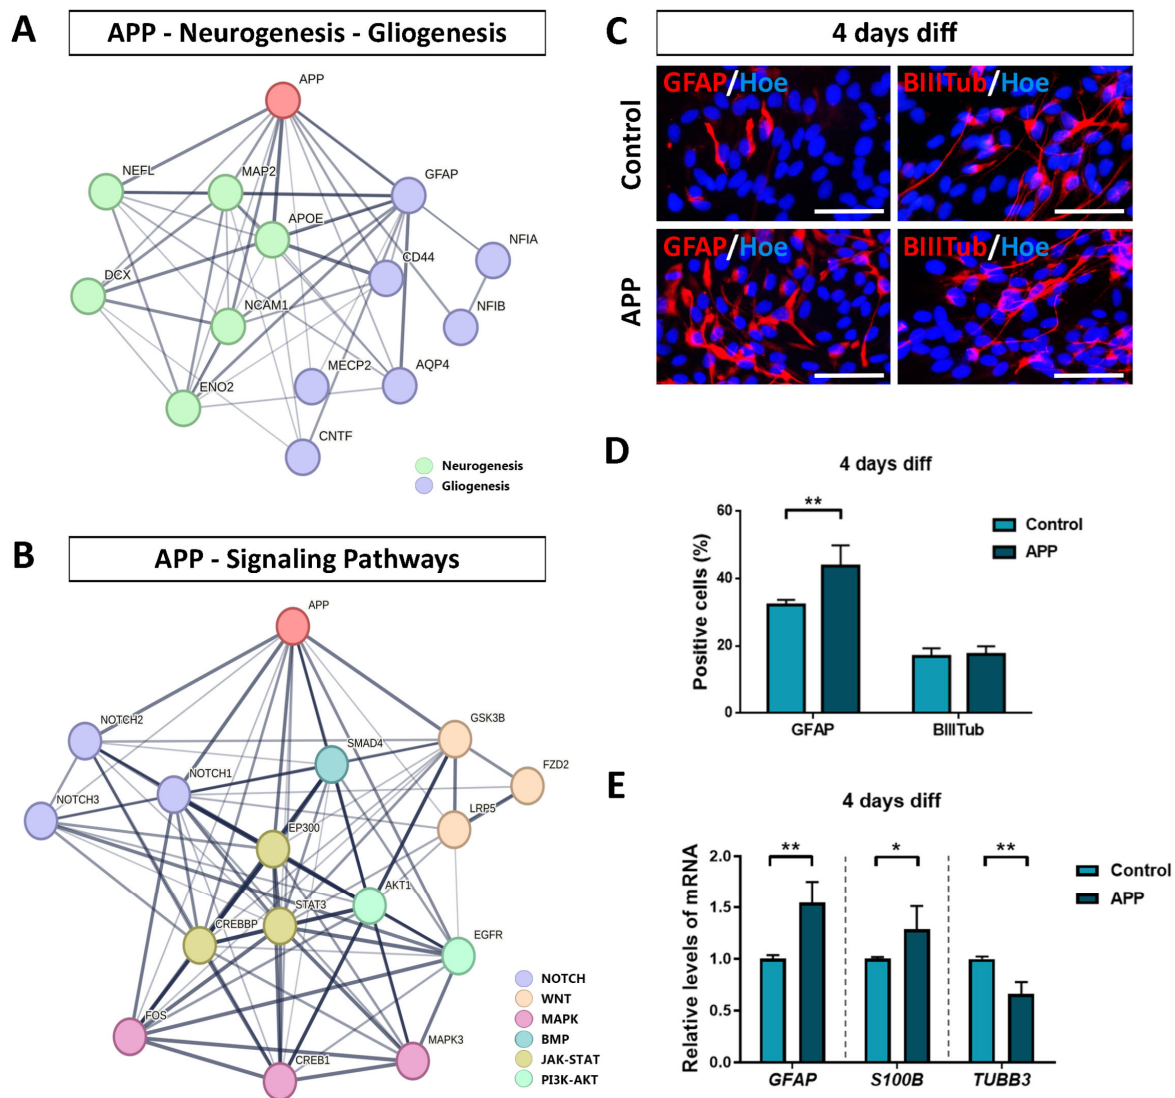 A
APP - Neurogenesis - Gliogenesis
APP
NEFL
MAP2
GFAP
APOE
NFIA
CD44
DCX
NCAM1
NFIB
MECP2
AQP4
ENO2
CNTF
Neurogenesis
Gliogenesis
B
APP - Signaling Pathways
APP
NOTCH2
GSK3B
SMAD4
FZD2
NOTCH1
NOTCH3
LRP5
EP300
AKT1
STAT3
CREBBP
EGFR
FOS
MAPK3
CREB1
NOTCH
WNT
MAPK
BMP
JAK-STAT
PI3K-AKT
C
4 days diff
Control
GFAP/Hoe
BIIITub/Hoe
APP
GFAP/Hoe
BIIITub/Hoe
D
4 days diff
Positive cells (%)
60
40
20
0
**
GFAP
BIIITub
Control
APP
E
4 days diff
Relative levels of mRNA
2.0
1.5
1.0
0.5
0.0
**
*
**
GFAP
S100B
TUBB3
Control
APP